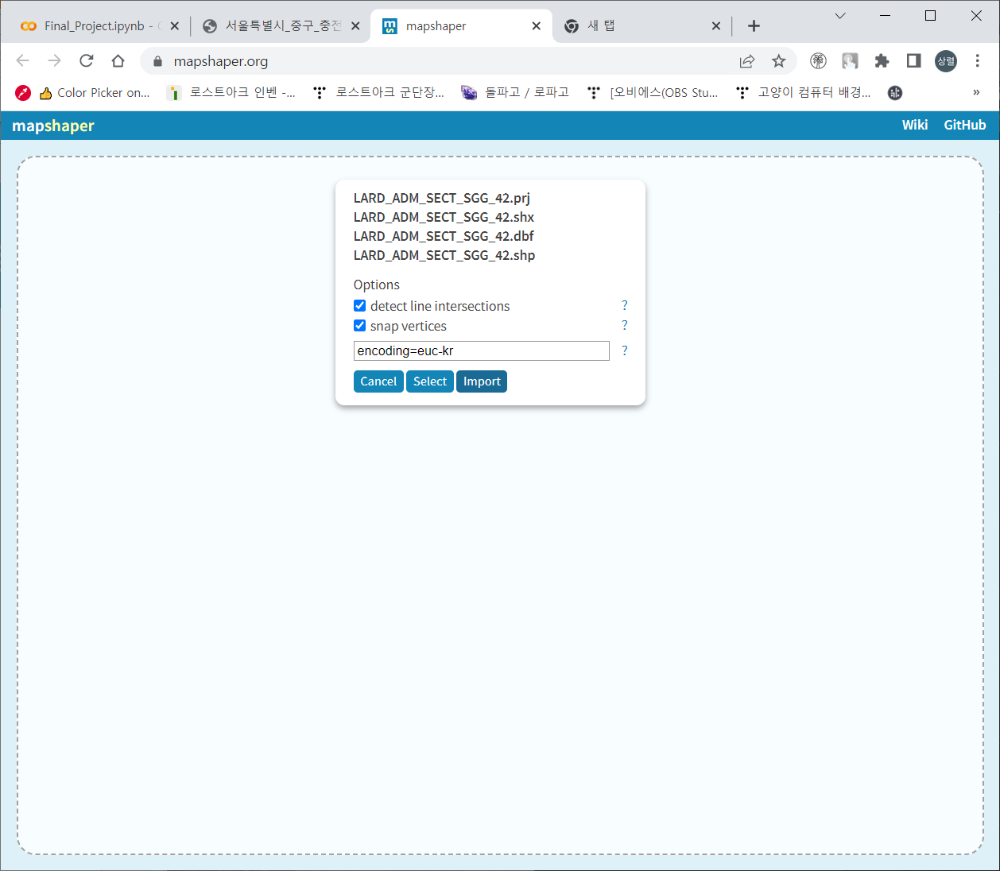 Final_Project.ipynb -
서울특별시_중구_충전
mapshaper
새 탭
mapshaper.org
상렬
Color Picker on...
로스트아크 인벤 -...
로스트아크 군단장...
돌파고 / 로파고
[오비에스(OBS Stu...
고양이 컴퓨터 배경...
»
mapshaper
Wiki
GitHub
LARD_ADM_SECT_SGG_42.prj
LARD_ADM_SECT_SGG_42.shx
LARD_ADM_SECT_SGG_42.dbf
LARD_ADM_SECT_SGG_42.shp
Options
detect line intersections ?
snap vertices ?
encoding=euc-kr ?
Cancel Select Import